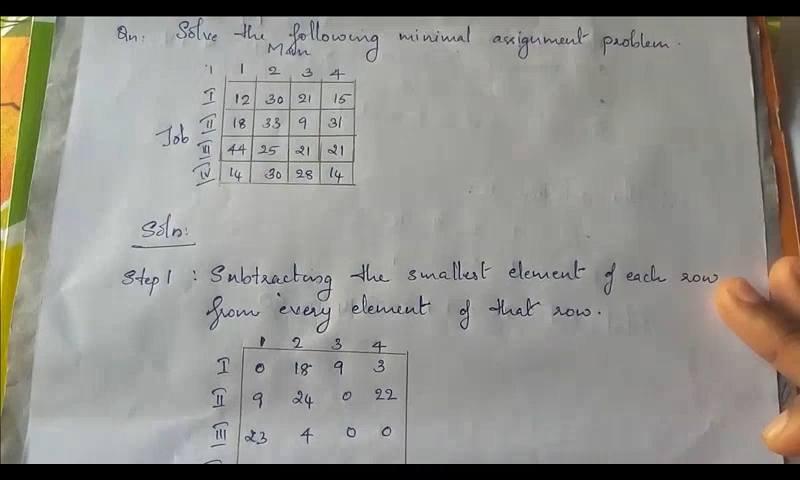 Qn: Solve the following minimal assignment problem.
Man
1 2 3 4
I 12 30 21 15
II 18 33 9 31
Job
III 44 25 21 21
IV 14 30 28 14
Soln:
Step 1 : Subtracting the smallest element of each row
from every element of that row.
1 2 3 4
I 0 18 9 3
II 9 24 0 22
III 23 4 0 0